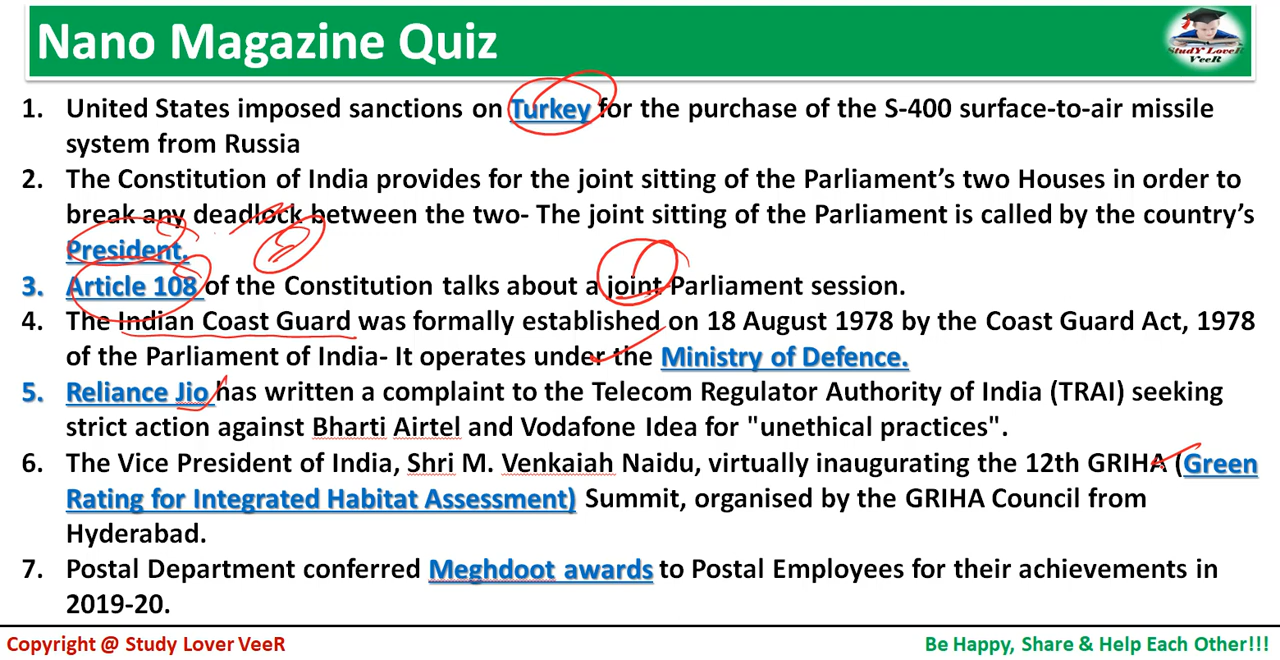 Nano Magazine Quiz
StudY LoveR
VeeR
1. United States imposed sanctions on Turkey for the purchase of the S-400 surface-to-air missile
system from Russia
2. The Constitution of India provides for the joint sitting of the Parliament's two Houses in order to
break any deadlock between the two- The joint sitting of the Parliament is called by the country's
President.
3. Article 108 of the Constitution talks about a joint Parliament session.
4. The Indian Coast Guard was formally established on 18 August 1978 by the Coast Guard Act, 1978
of the Parliament of India- It operates under the Ministry of Defence.
5. Reliance Jio has written a complaint to the Telecom Regulator Authority of India (TRAI) seeking
strict action against Bharti Airtel and Vodafone Idea for "unethical practices".
6. The Vice President of India, Shri M. Venkaiah Naidu, virtually inaugurating the 12th GRIHA (Green
Rating for Integrated Habitat Assessment) Summit, organised by the GRIHA Council from
Hyderabad.
7. Postal Department conferred Meghdoot awards to Postal Employees for their achievements in
2019-20.
Copyright @ Study Lover VeeR
Be Happy, Share & Help Each Other!!!